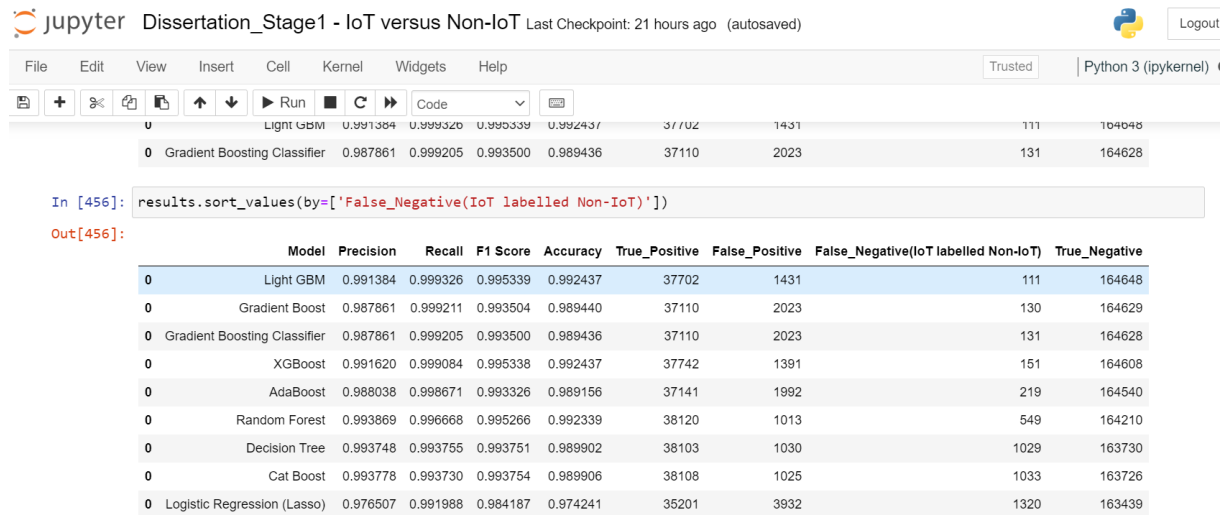 jupyter Dissertation_Stage1 - IoT versus Non-IoT Last Checkpoint: 21 hours ago (autosaved) Logout
File Edit View Insert Cell Kernel Widgets Help Trusted Python 3 (ipykernel)
Run Code
0 Light GBM 0.991384 0.999326 0.995339 0.992437 37702 1431 111 164648
0 Gradient Boosting Classifier 0.987861 0.999205 0.993500 0.989436 37110 2023 131 164628
In [456]: results.sort_values(by=['False_Negative(IoT labelled Non-IoT)'])
Out[456]:
Model Precision Recall F1 Score Accuracy True_Positive False_Positive False_Negative(IoT labelled Non-IoT) True_Negative
0 Light GBM 0.991384 0.999326 0.995339 0.992437 37702 1431 111 164648
0 Gradient Boost 0.987861 0.999211 0.993504 0.989440 37110 2023 130 164629
0 Gradient Boosting Classifier 0.987861 0.999205 0.993500 0.989436 37110 2023 131 164628
0 XGBoost 0.991620 0.999084 0.995338 0.992437 37742 1391 151 164608
0 AdaBoost 0.988038 0.998671 0.993326 0.989156 37141 1992 219 164540
0 Random Forest 0.993869 0.996668 0.995266 0.992339 38120 1013 549 164210
0 Decision Tree 0.993748 0.993755 0.993751 0.989902 38103 1030 1029 163730
0 Cat Boost 0.993778 0.993730 0.993754 0.989906 38108 1025 1033 163726
0 Logistic Regression (Lasso) 0.976507 0.991988 0.984187 0.974241 35201 3932 1320 163439